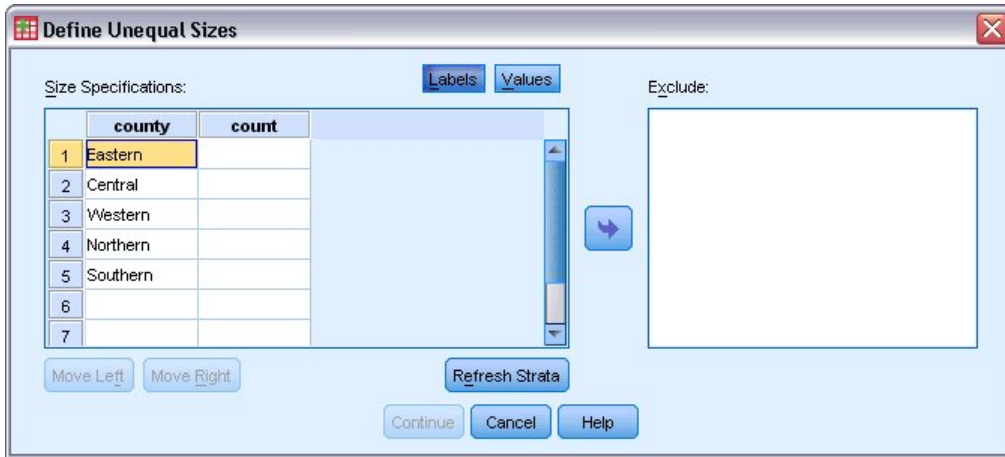 Define Unequal Sizes
Size Specifications:
Labels Values
Exclude:
county count
1 Eastern
2 Central
3 Western
4 Northern
5 Southern
6
7
Move Left Move Right Refresh Strata
Continue Cancel Help